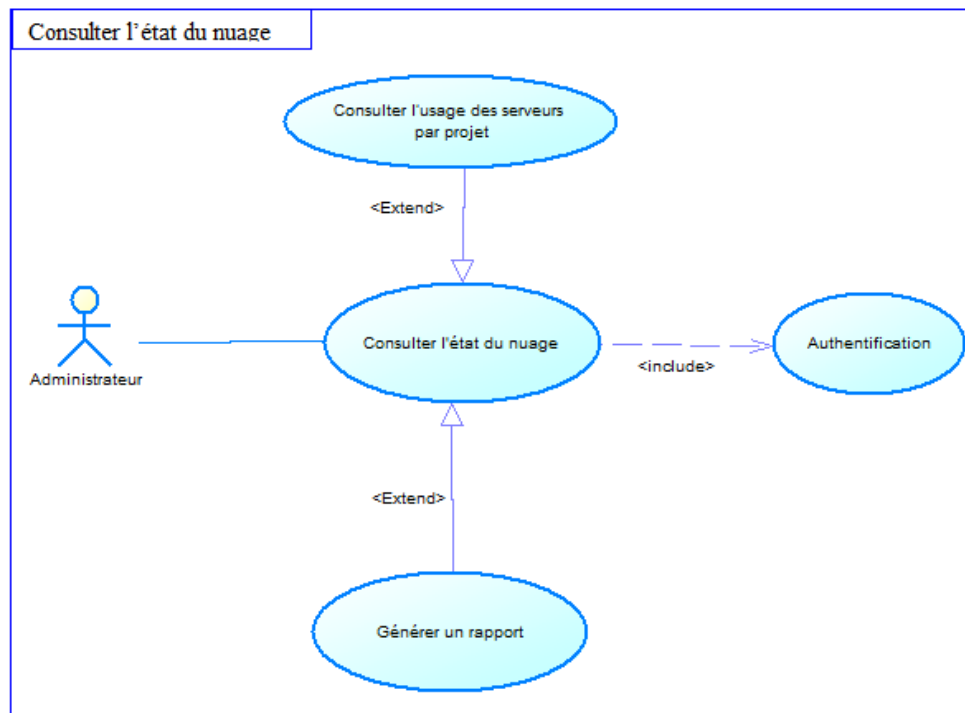 Consulter l’état du nuage
Consulter l'usage des serveurs
par projet
<Extend>
Administrateur
Consulter l'état du nuage
<include>
Authentification
<Extend>
Générer un rapport